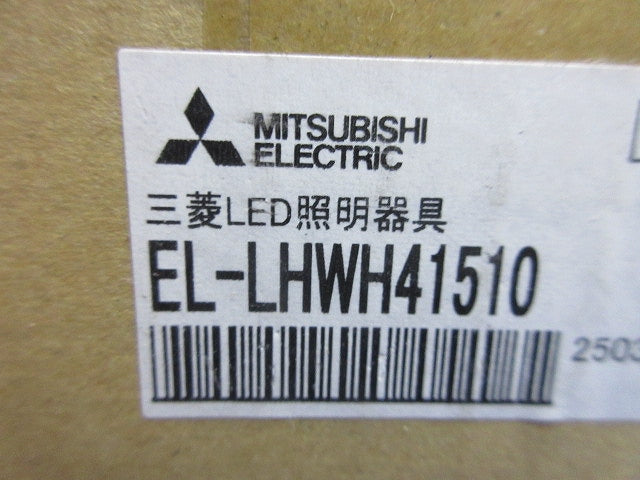 MITSUBISHI
ELECTRIC
三菱LED照明器具
EL-LHWH41510
2503